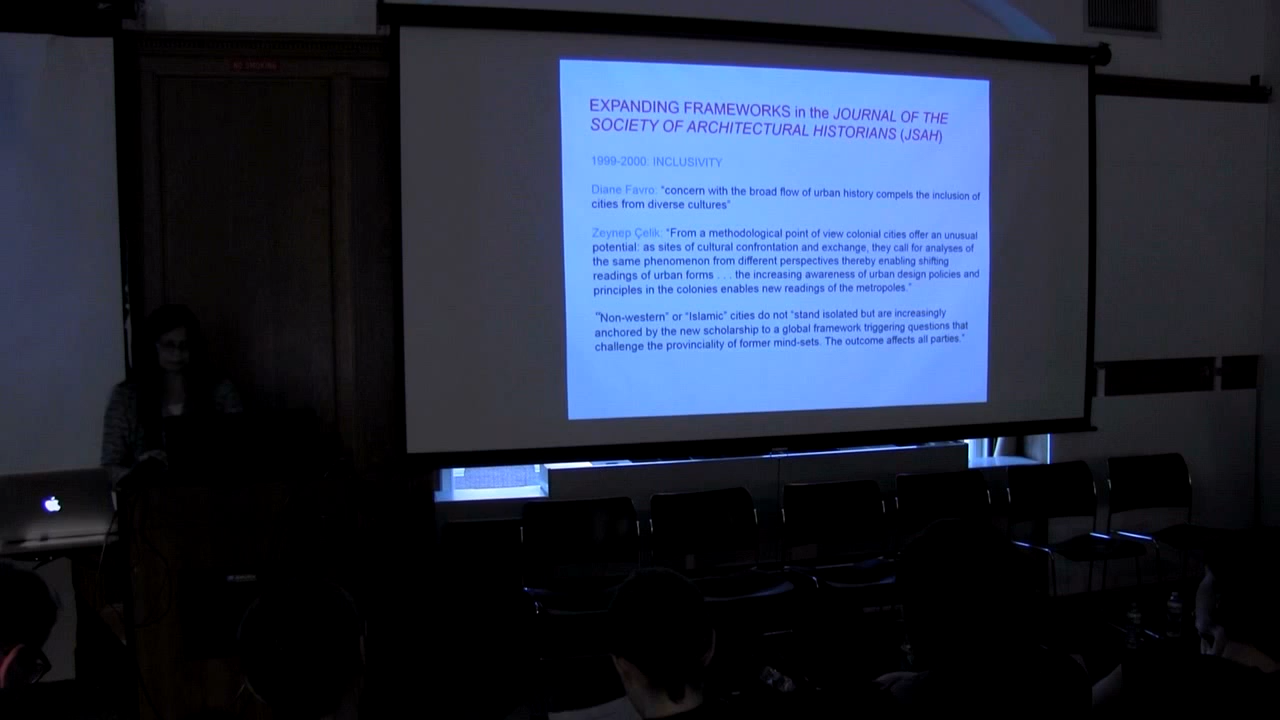 NO SMOKING
EXPANDING FRAMEWORKS in the JOURNAL OF THE
SOCIETY OF ARCHITECTURAL HISTORIANS (JSAH)
1999-2000: INCLUSIVITY
Diane Favro: "concern with the broad flow of urban history compels the inclusion of
cities from diverse cultures"
Zeynep Çelik: "From a methodological point of view colonial cities offer an unusual
potential: as sites of cultural confrontation and exchange, they call for analyses of
the same phenomenon from different perspectives thereby enabling shifting
readings of urban forms . . . the increasing awareness of urban design policies and
principles in the colonies enables new readings of the metropoles."
"Non-western" or "Islamic" cities do not "stand isolated but are increasingly
anchored by the new scholarship to a global framework triggering questions that
challenge the provinciality of former mind-sets. The outcome affects all parties."